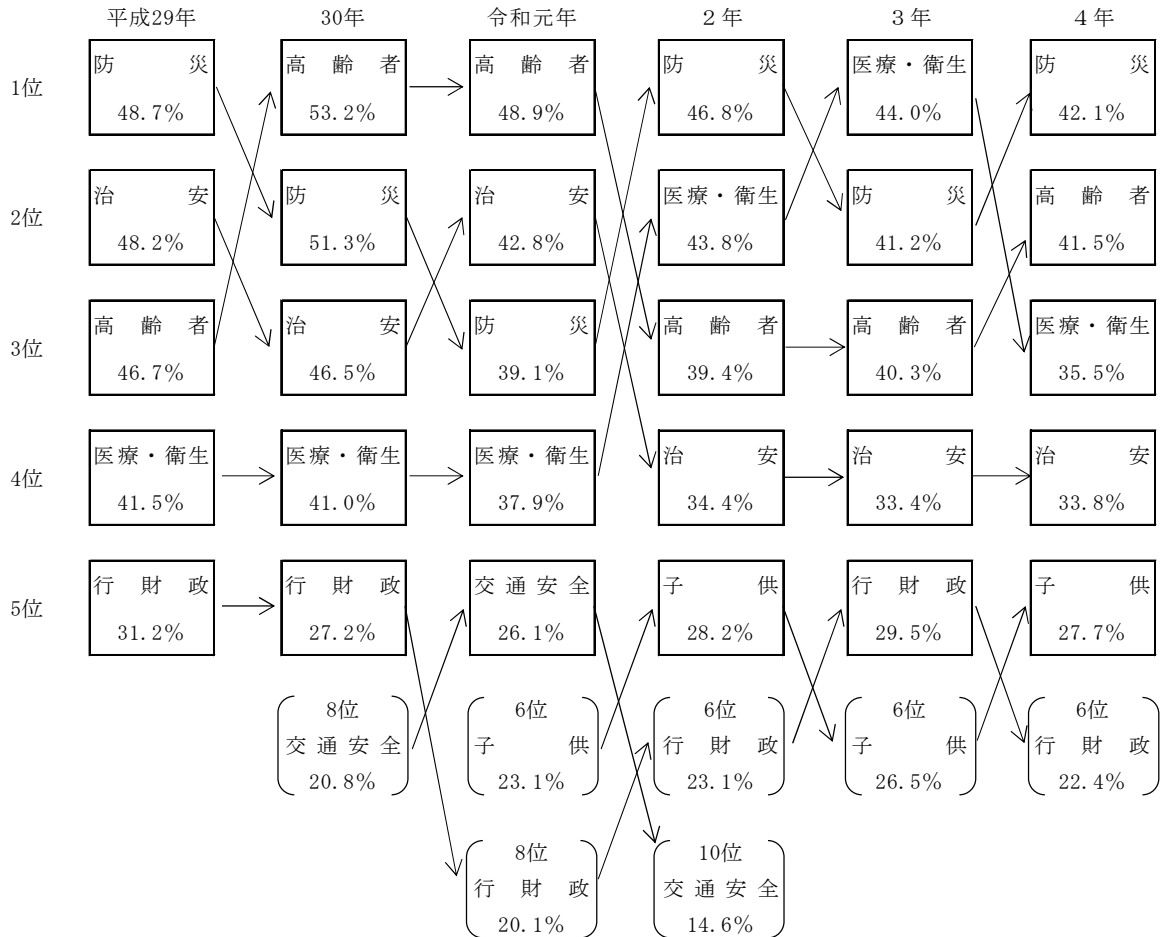 平成29年 30年 令和元年 2年 3年 4年
1位
防災 高齢者 高齢者 防災 医療・衛生 防災
48.7% 53.2% 48.9% 46.8% 44.0% 42.1%
2位
治安 防災 治安 医療・衛生 防災 高齢者
48.2% 51.3% 42.8% 43.8% 41.2% 41.5%
3位
高齢者 治安 防災 高齢者 高齢者 医療・衛生
46.7% 46.5% 39.1% 39.4% 40.3% 35.5%
4位
医療・衛生 医療・衛生 医療・衛生 治安 治安 治安
41.5% 41.0% 37.9% 34.4% 33.4% 33.8%
5位
行財政 行財政 交通安全 子供 行財政 子供
31.2% 27.2% 26.1% 28.2% 29.5% 27.7%
8位 6位 6位 6位 6位
交通安全 子供 行財政 子供 行財政
20.8% 23.1% 23.1% 26.5% 22.4%
8位 10位
行財政 交通安全
20.1% 14.6%